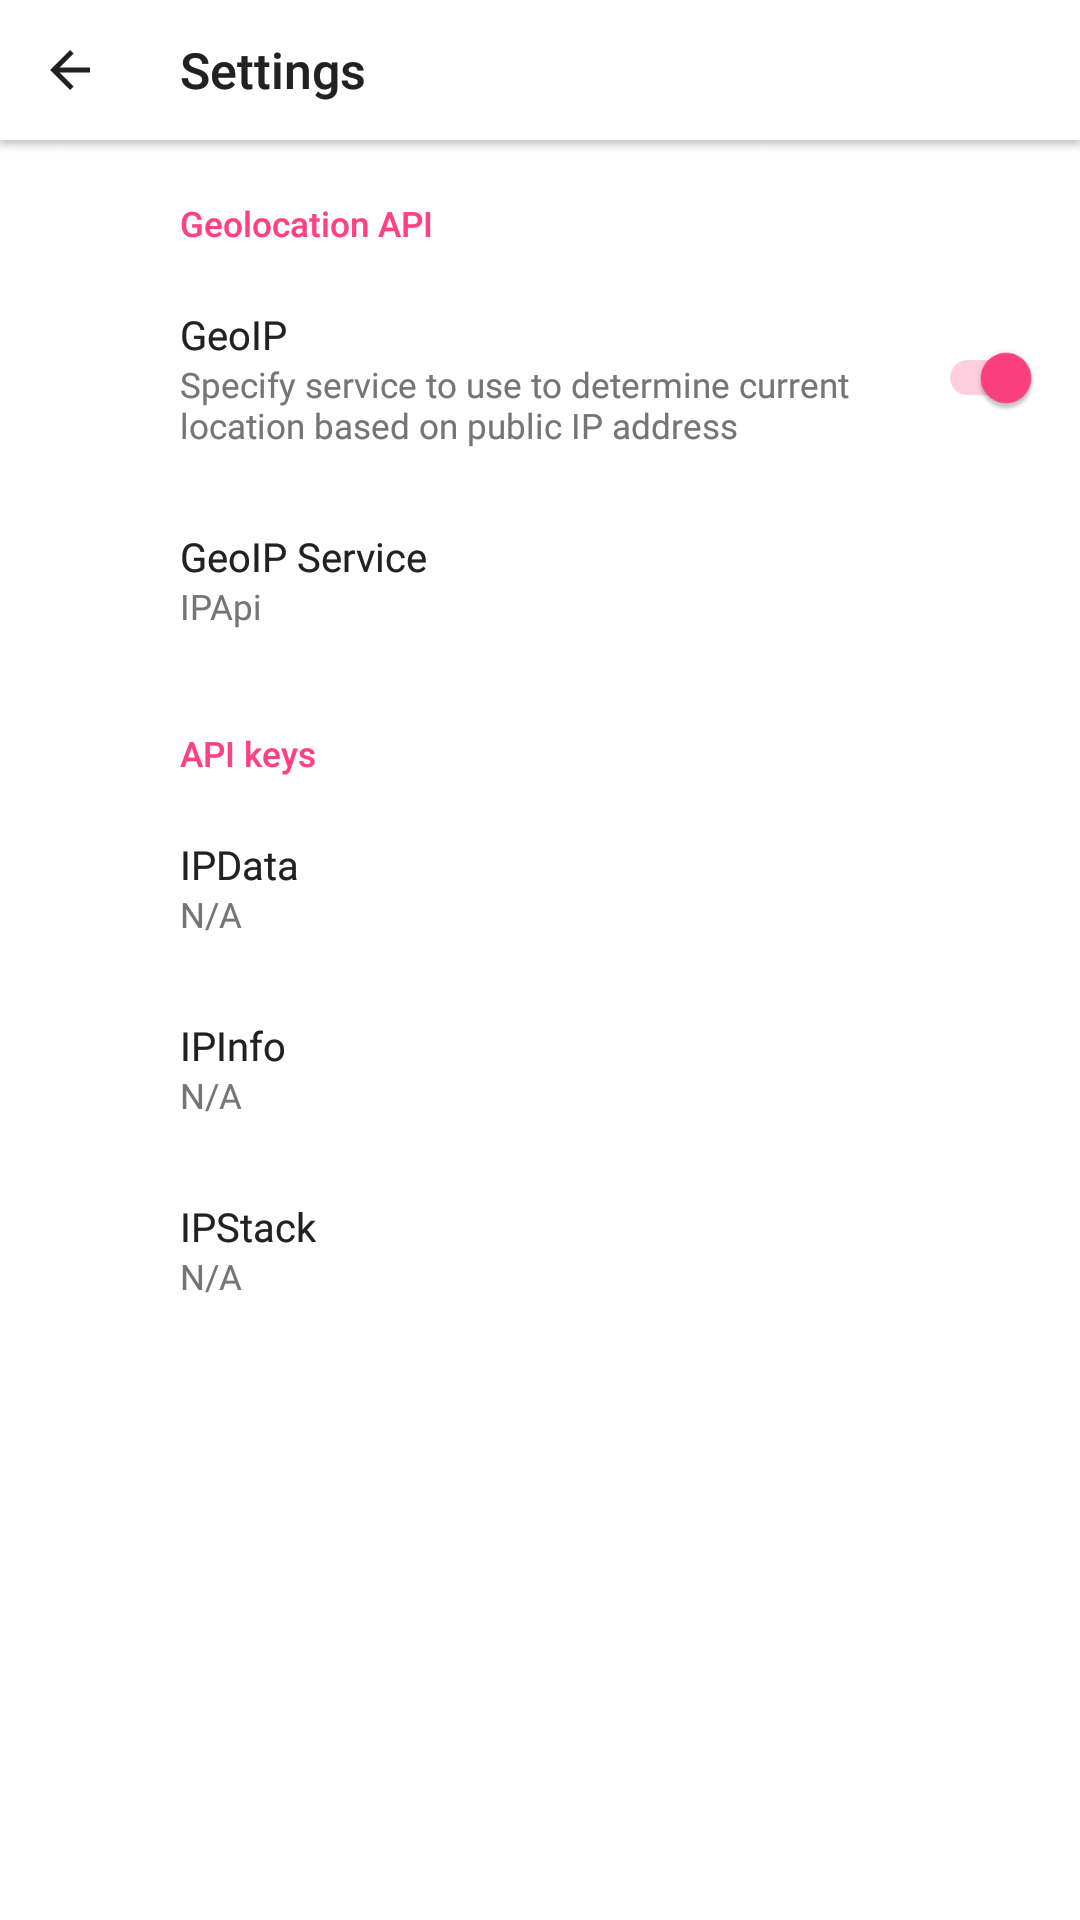 Settings
Geolocation API
GeoIP
Specify service to use to determine current
location based on public IP address
GeoIP Service
IPApi
API keys
IPData
N/A
IPInfo
N/A
IPStack
N/A